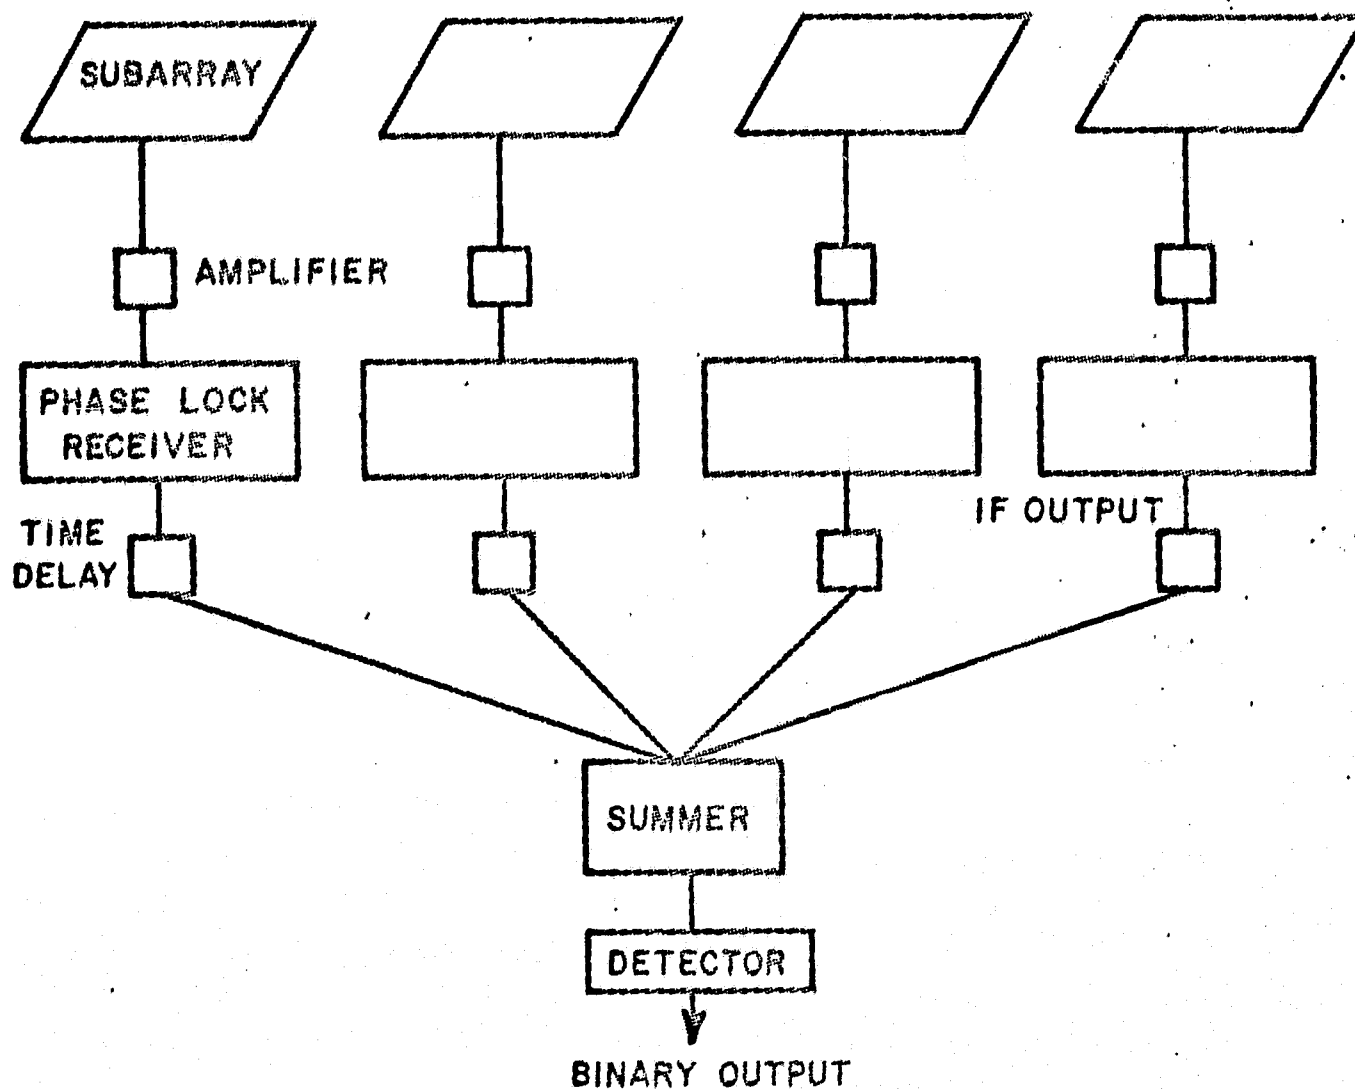 SUBARRAY
AMPLIFIER
PHASE LOCK
RECEIVER
IF OUTPUT
TIME
DELAY
SUMMER
DETECTOR
BINARY OUTPUT